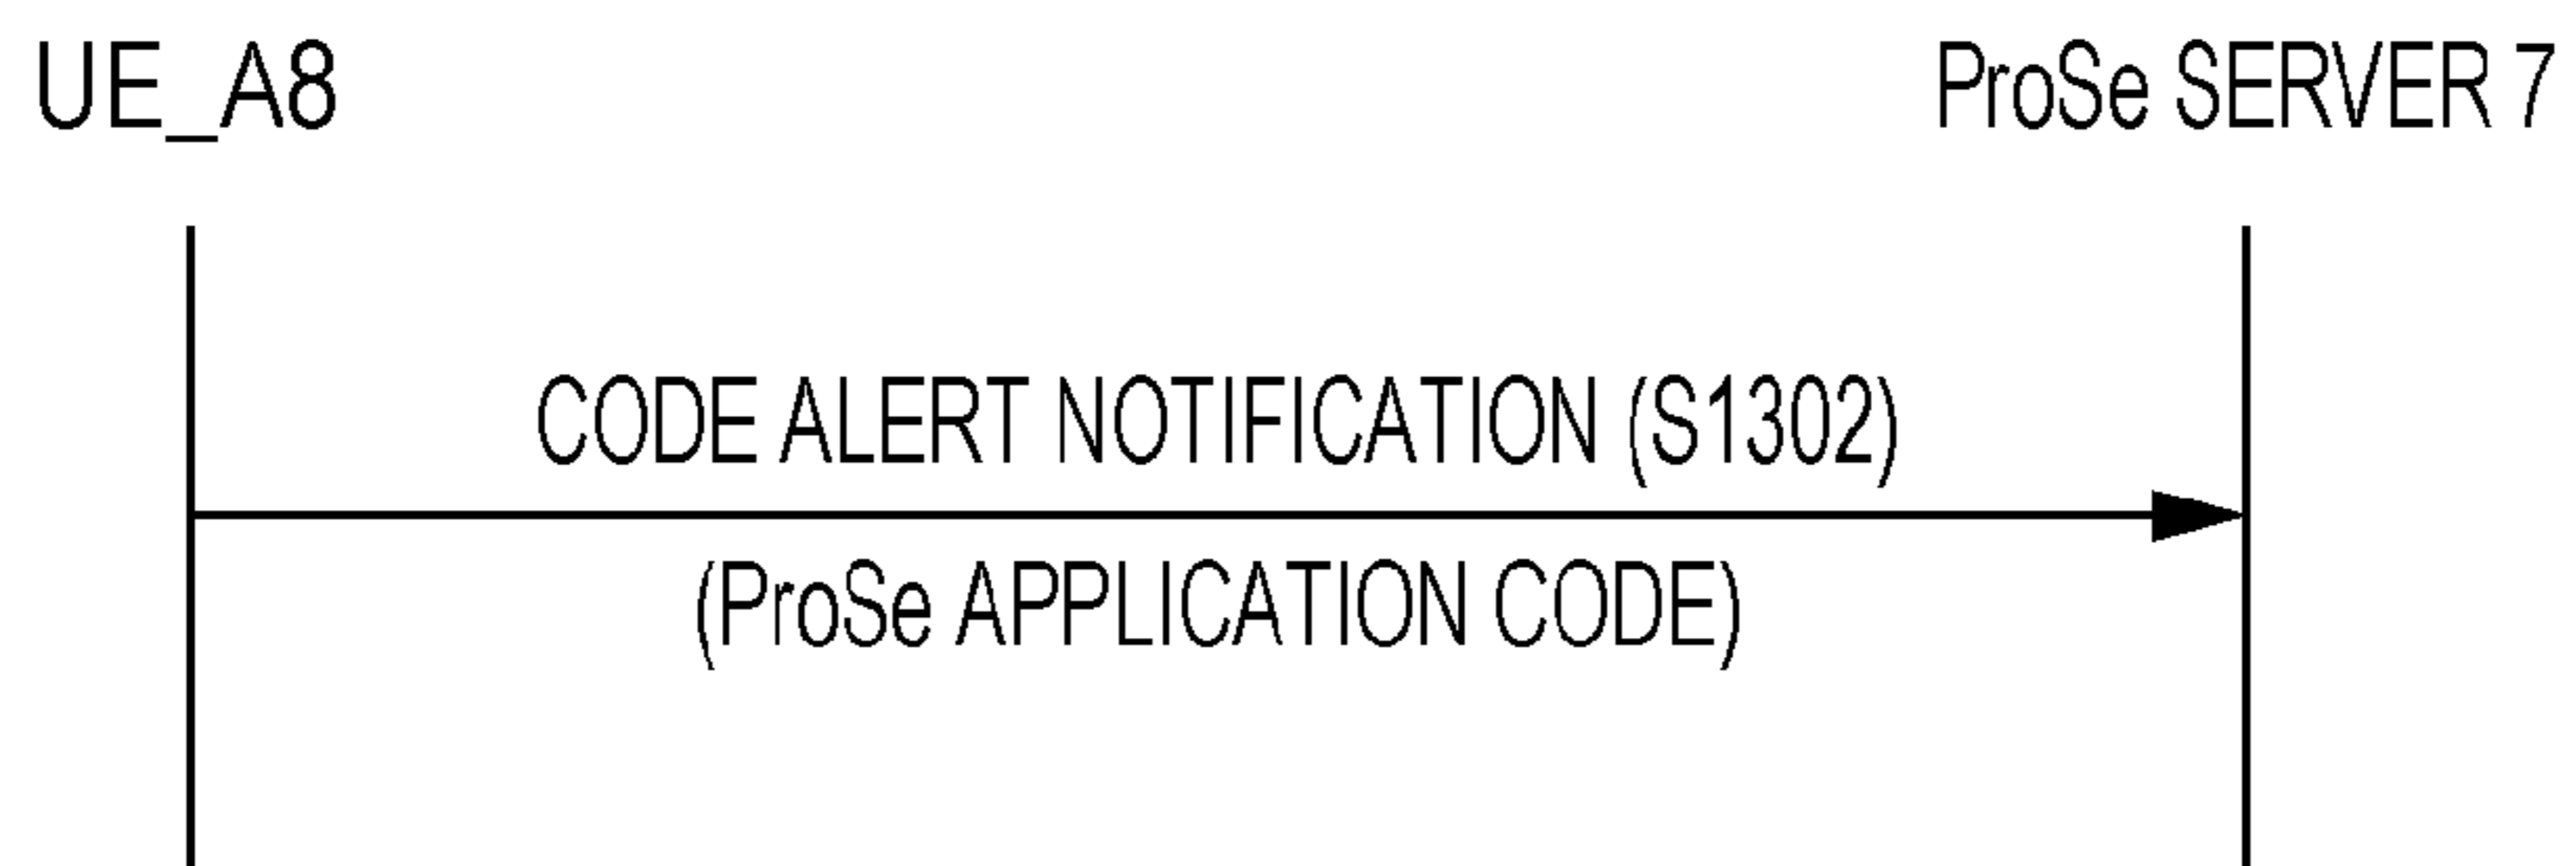 UE_A8
ProSe SERVER 7
CODE ALERT NOTIFICATION (S1302)
(ProSe APPLICATION CODE)